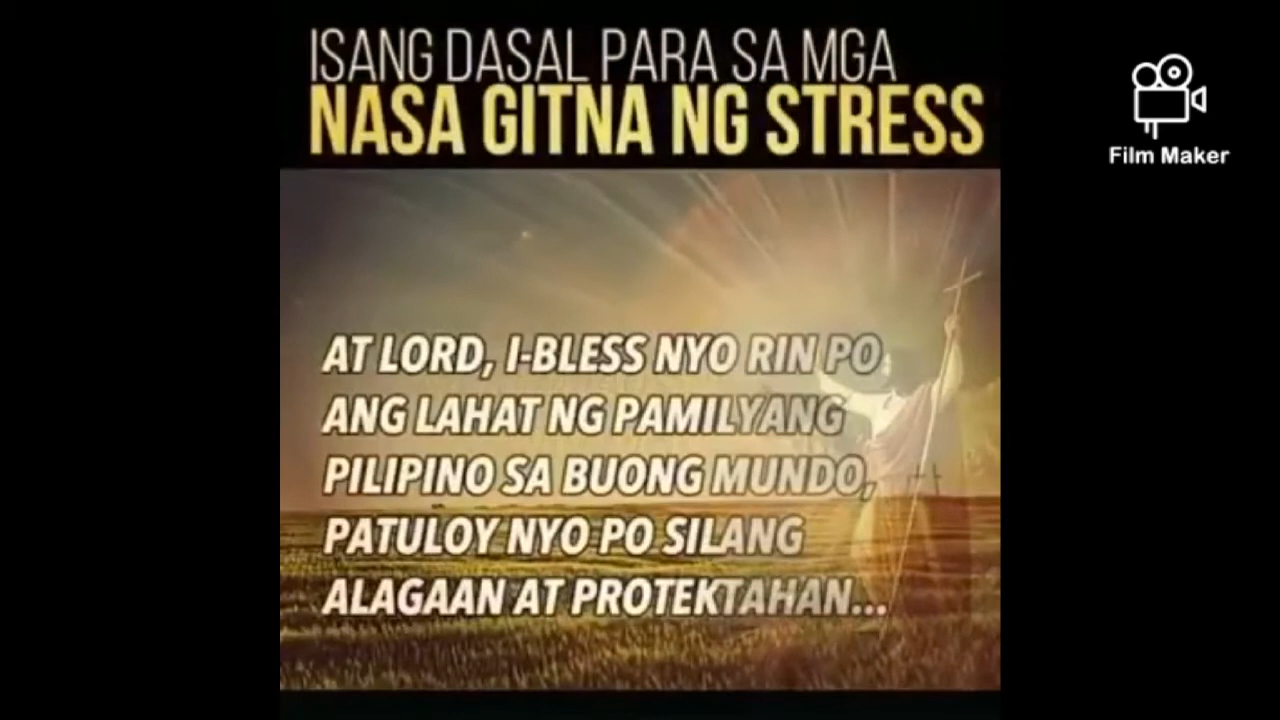 ISANG DASAL PARA SA MGA
NASA GITNA NG STRESS
Film Maker
AT LORD, I-BLESS NYO RIN PO
ANG LAHAT NG PAMILYANG
PILIPINO SA BUONG MUNDO,
PATULOY NYO PO SILANG
ALAGAAN AT PROTEKTAHAN...